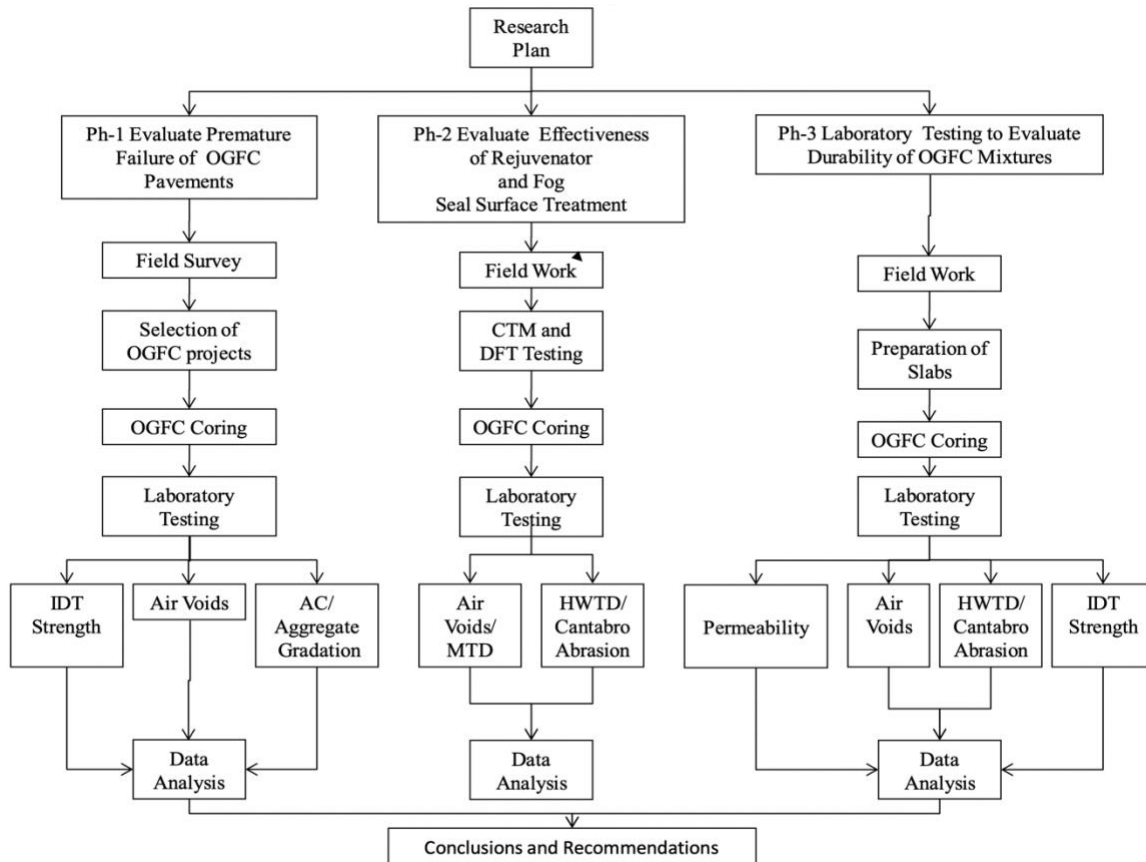 Research
Plan
Ph-1 Evaluate Premature
Failure of OGFC
Pavements
Ph-2 Evaluate Effectiveness
of Rejuvenator
and Fog
Seal Surface Treatment
Ph-3 Laboratory Testing to Evaluate
Durability of OGFC Mixtures
Field Survey
Field Work
Field Work
Selection of
OGFC projects
CTM and
DFT Testing
Preparation of
Slabs
OGFC Coring
OGFC Coring
OGFC Coring
Laboratory
Testing
Laboratory
Testing
Laboratory
Testing
IDT
Strength
Air Voids
AC/
Aggregate
Gradation
Air
Voids/
MTD
HWTD/
Cantabro
Abrasion
Permeability
Air
Voids
HWTD/
Cantabro
Abrasion
IDT
Strength
Data
Analysis
Data
Analysis
Data
Analysis
Conclusions and Recommendations